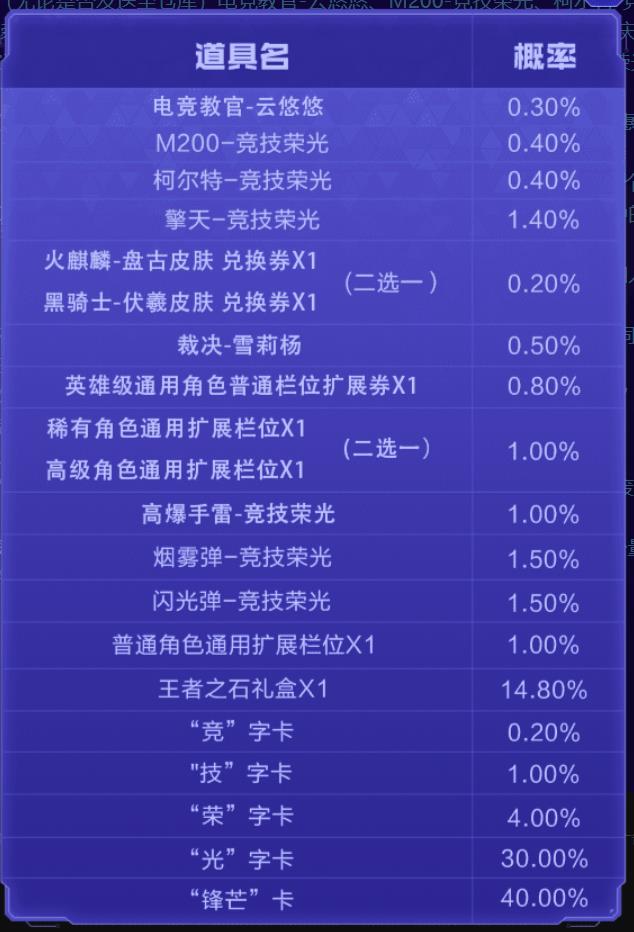 道具名 概率
电竞教官-云悠悠 0.30%
M200-竞技荣光 0.40%
柯尔特-竞技荣光 0.40%
擎天-竞技荣光 1.40%
火麒麟-盘古皮肤 兑换券X1
(二选一) 0.20%
黑骑士-伏羲皮肤 兑换券X1
裁决-雪莉杨 0.50%
英雄级通用角色普通栏位扩展券X1 0.80%
稀有角色通用扩展栏位X1
(二选一) 1.00%
高级角色通用扩展栏位X1
高爆手雷-竞技荣光 1.00%
烟雾弹-竞技荣光 1.50%
闪光弹-竞技荣光 1.50%
普通角色通用扩展栏位X1 1.00%
王者之石礼盒X1 14.80%
“竞”字卡 0.20%
"技”字卡 1.00%
“荣”字卡 4.00%
“光”字卡 30.00%
“锋芒”卡 40.00%